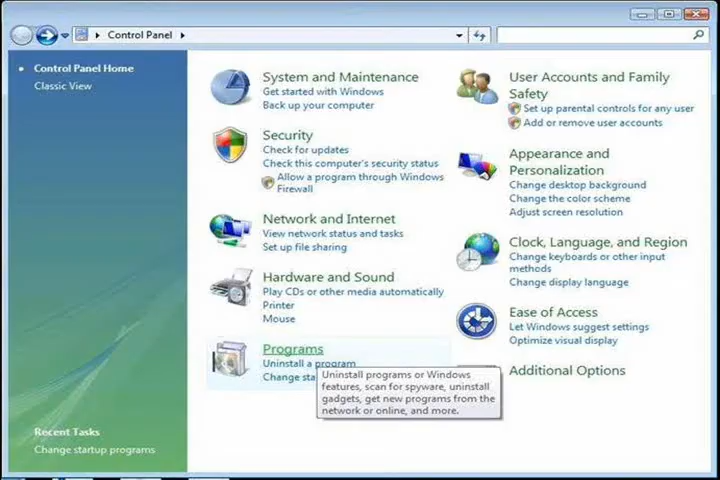 Control Panel
Control Panel Home
Classic View
System and Maintenance
Get started with Windows
Back up your computer
Security
Check for updates
Check this computer's security status
Allow a program through Windows
Firewall
Network and Internet
View network status and tasks
Set up file sharing
Hardware and Sound
Play CDs or other media automatically
Printer
Mouse
Programs
Uninstall a program
Change sta
Uninstall programs or Windows
features, scan for spyware, uninstall
gadgets, get new programs from the
network or online, and more.
User Accounts and Family
Safety
Set up parental controls for any user
Add or remove user accounts
Appearance and
Personalization
Change desktop background
Change the color scheme
Adjust screen resolution
Clock, Language, and Region
Change keyboards or other input
methods
Change display language
Ease of Access
Let Windows suggest settings
Optimize visual display
Additional Options
Recent Tasks
Change startup programs